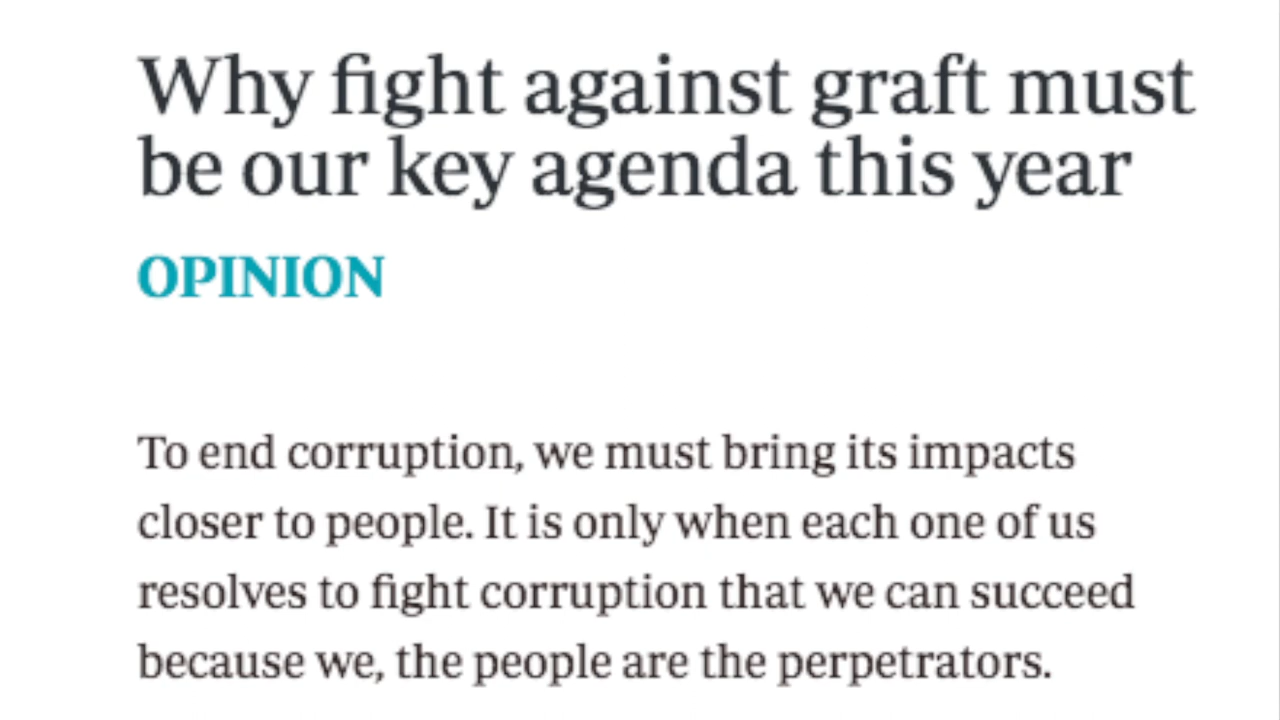 Why fight against graft must
be our key agenda this year
OPINION
To end corruption, we must bring its impacts
closer to people. It is only when each one of us
resolves to fight corruption that we can succeed
because we, the people are the perpetrators.